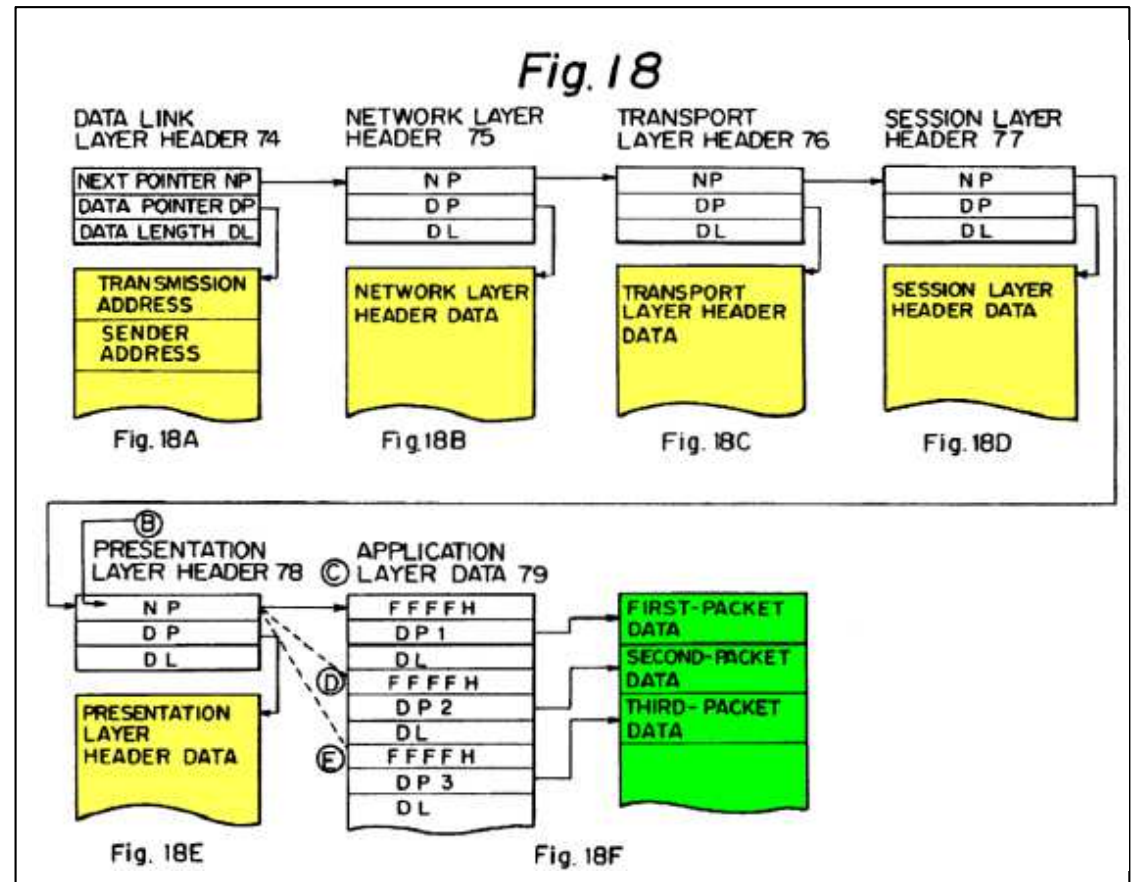 Fig. 18
DATA LINK
LAYER HEADER 74
NEXT POINTER NP
DATA POINTER DP
DATA LENGTH DL
TRANSMISSION
ADDRESS
SENDER
ADDRESS
Fig. 18A
NETWORK LAYER
HEADER 75
NP
DP
DL
NETWORK LAYER
HEADER DATA
Fig.18B
TRANSPORT
LAYER HEADER 76
NP
DP
DL
TRANSPORT
LAYER HEADER
DATA
Fig. 18C
SESSION LAYER
HEADER 77
NP
DP
DL
SESSION LAYER
HEADER DATA
Fig. 18D
B
PRESENTATION
LAYER HEADER 78
NP
DP
DL
PRESENTATION
LAYER
HEADER DATA
Fig. 18E
APPLICATION
C LAYER DATA 79
FFFFH
DP1
DL
D
FFFFH
DP2
DL
E
FFFFH
DP3
DL
FIRST-PACKET
DATA
SECOND-PACKET
DATA
THIRD-PACKET
DATA
Fig. 18F